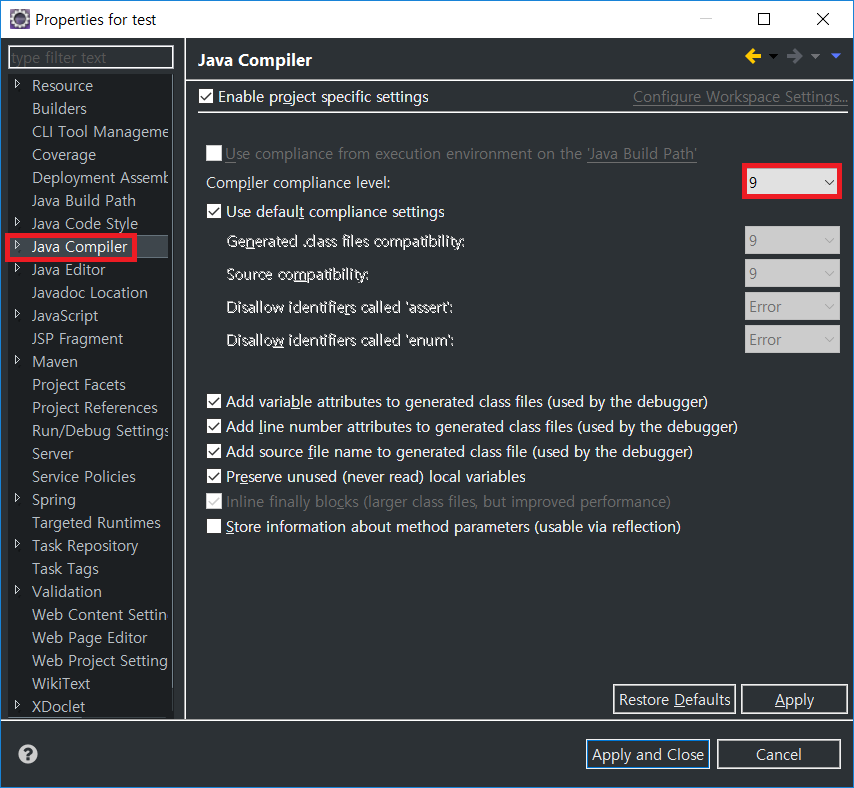 Properties for test
type filter text
Resource
Builders
CLI Tool Manageme
Coverage
Deployment Assemb
Java Build Path
Java Code Style
Java Compiler
Java Editor
Javadoc Location
JavaScript
JSP Fragment
Maven
Project Facets
Project References
Run/Debug Settings
Server
Service Policies
Spring
Targeted Runtimes
Task Repository
Task Tags
Validation
Web Content Settin
Web Page Editor
Web Project Setting
WikiText
XDoclet
Java Compiler
Enable project specific settings
Configure Workspace Settings...
Use compliance from execution environment on the 'Java Build Path'
Compiler compliance level:
9
Use default compliance settings
Generated .class files compatibility:
9
Source compatibility:
9
Disallow identifiers called 'assert':
Error
Disallow identifiers called 'enum':
Error
Add variable attributes to generated class files (used by the debugger)
Add line number attributes to generated class files (used by the debugger)
Add source file name to generated class file (used by the debugger)
Preserve unused (never read) local variables
Inline finally blocks (larger class files, but improved performance)
Store information about method parameters (usable via reflection)
Restore Defaults
Apply
?
Apply and Close
Cancel